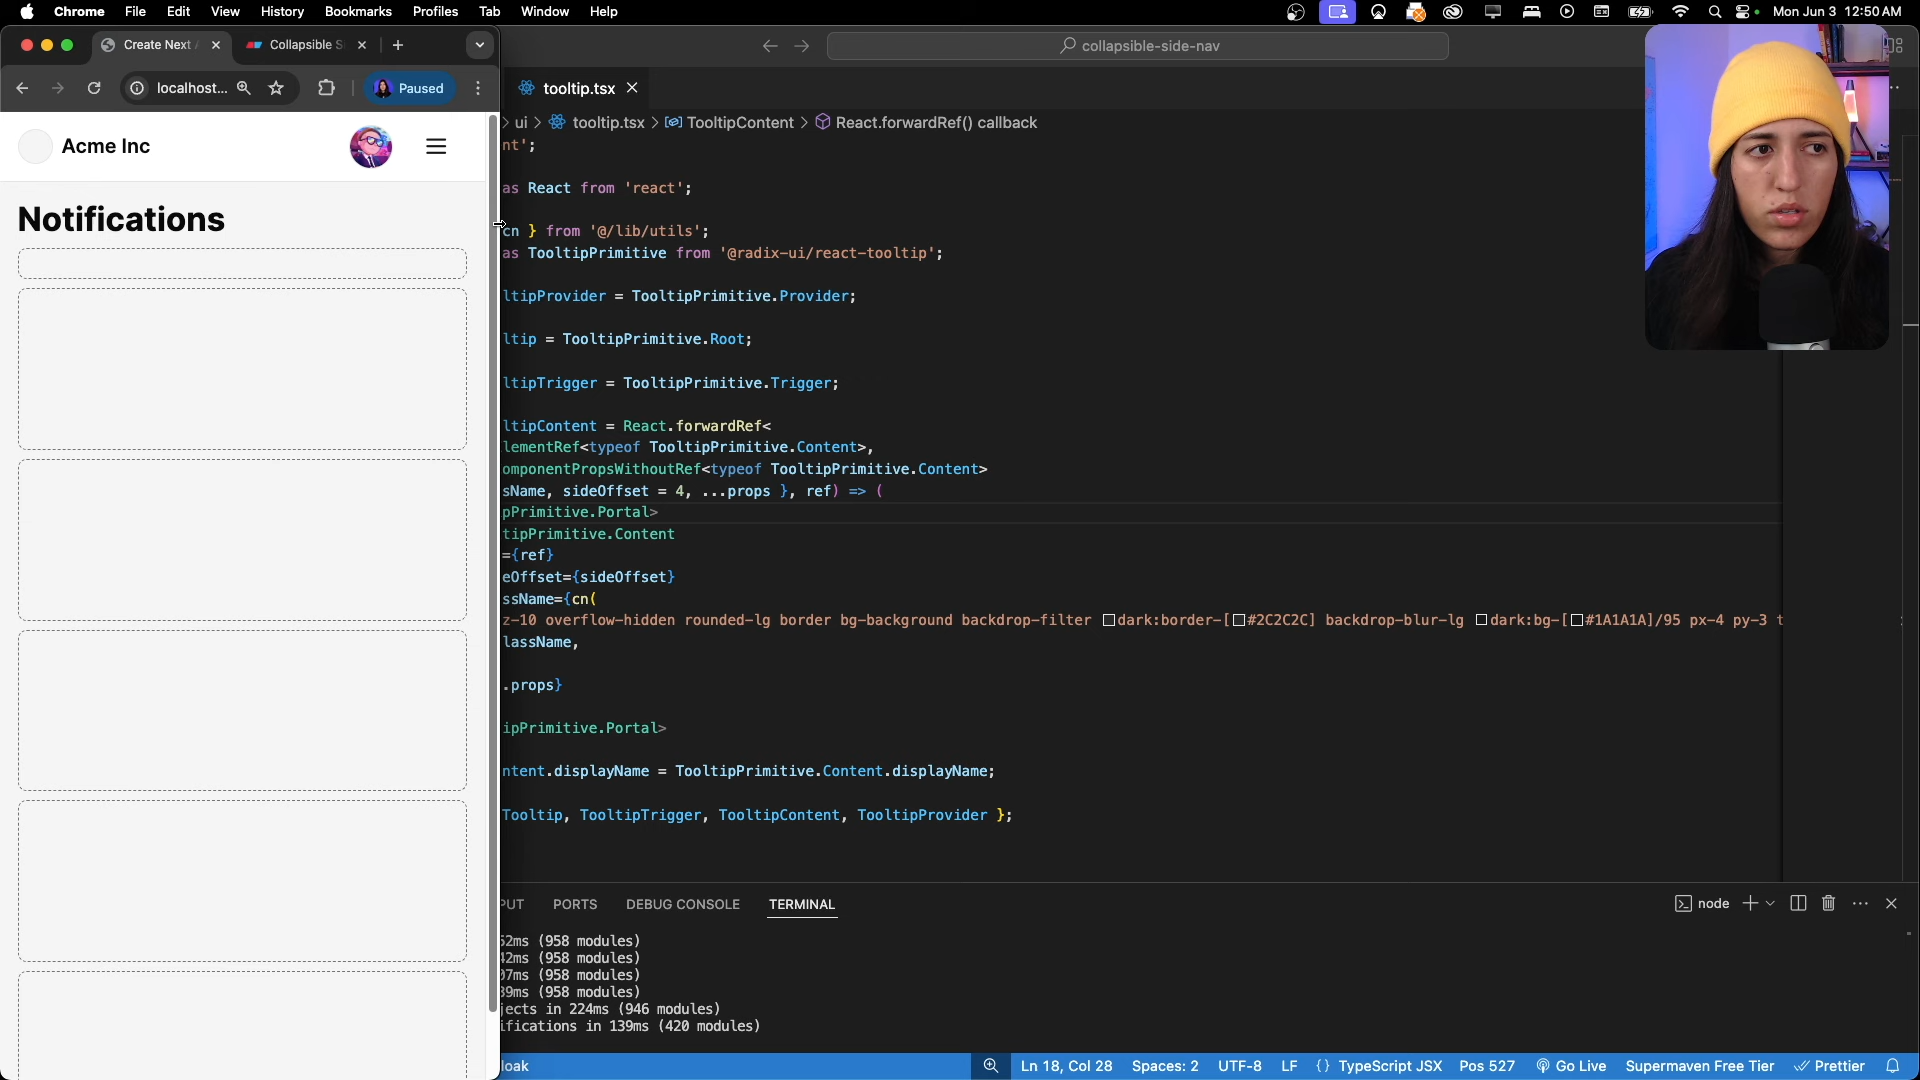 Chrome File Edit View History Bookmarks Profiles Tab Window Help
Mon Jun 3 12:50 AM
Create Next
Collapsible S
collapsible-side-nav
localhost...
Paused
tooltip.tsx
ui > tooltip.tsx > TooltipContent > React.forwardRef() callback
Acme Inc
Notifications
nt';
as React from 'react';
cn } from '@/lib/utils';
as TooltipPrimitive from '@radix-ui/react-tooltip';
ltipProvider = TooltipPrimitive.Provider;
ltip = TooltipPrimitive.Root;
ltipTrigger = TooltipPrimitive.Trigger;
ltipContent = React.forwardRef<
lementRef<typeof TooltipPrimitive.Content>,
omponentPropsWithoutRef<typeof TooltipPrimitive.Content>
sName, sideOffset = 4, ...props }, ref) => (
pPrimitive.Portal>
tipPrimitive.Content
={ref}
eOffset={sideOffset}
ssName={cn(
z-10 overflow-hidden rounded-lg border bg-background backdrop-filter dark:border-[#2C2C2C] backdrop-blur-lg dark:bg-[#1A1A1A]/95 px-4 py-3 t
lassName,
.props}
ipPrimitive.Portal>
ntent.displayName = TooltipPrimitive.Content.displayName;
Tooltip, TooltipTrigger, TooltipContent, TooltipProvider };
PUT PORTS DEBUG CONSOLE TERMINAL
node
52ms (958 modules)
42ms (958 modules)
07ms (958 modules)
39ms (958 modules)
jects in 224ms (946 modules)
ifications in 139ms (420 modules)
loak
Ln 18, Col 28 Spaces: 2 UTF-8 LF {} TypeScript JSX Pos 527 Go Live Supermaven Free Tier Prettier